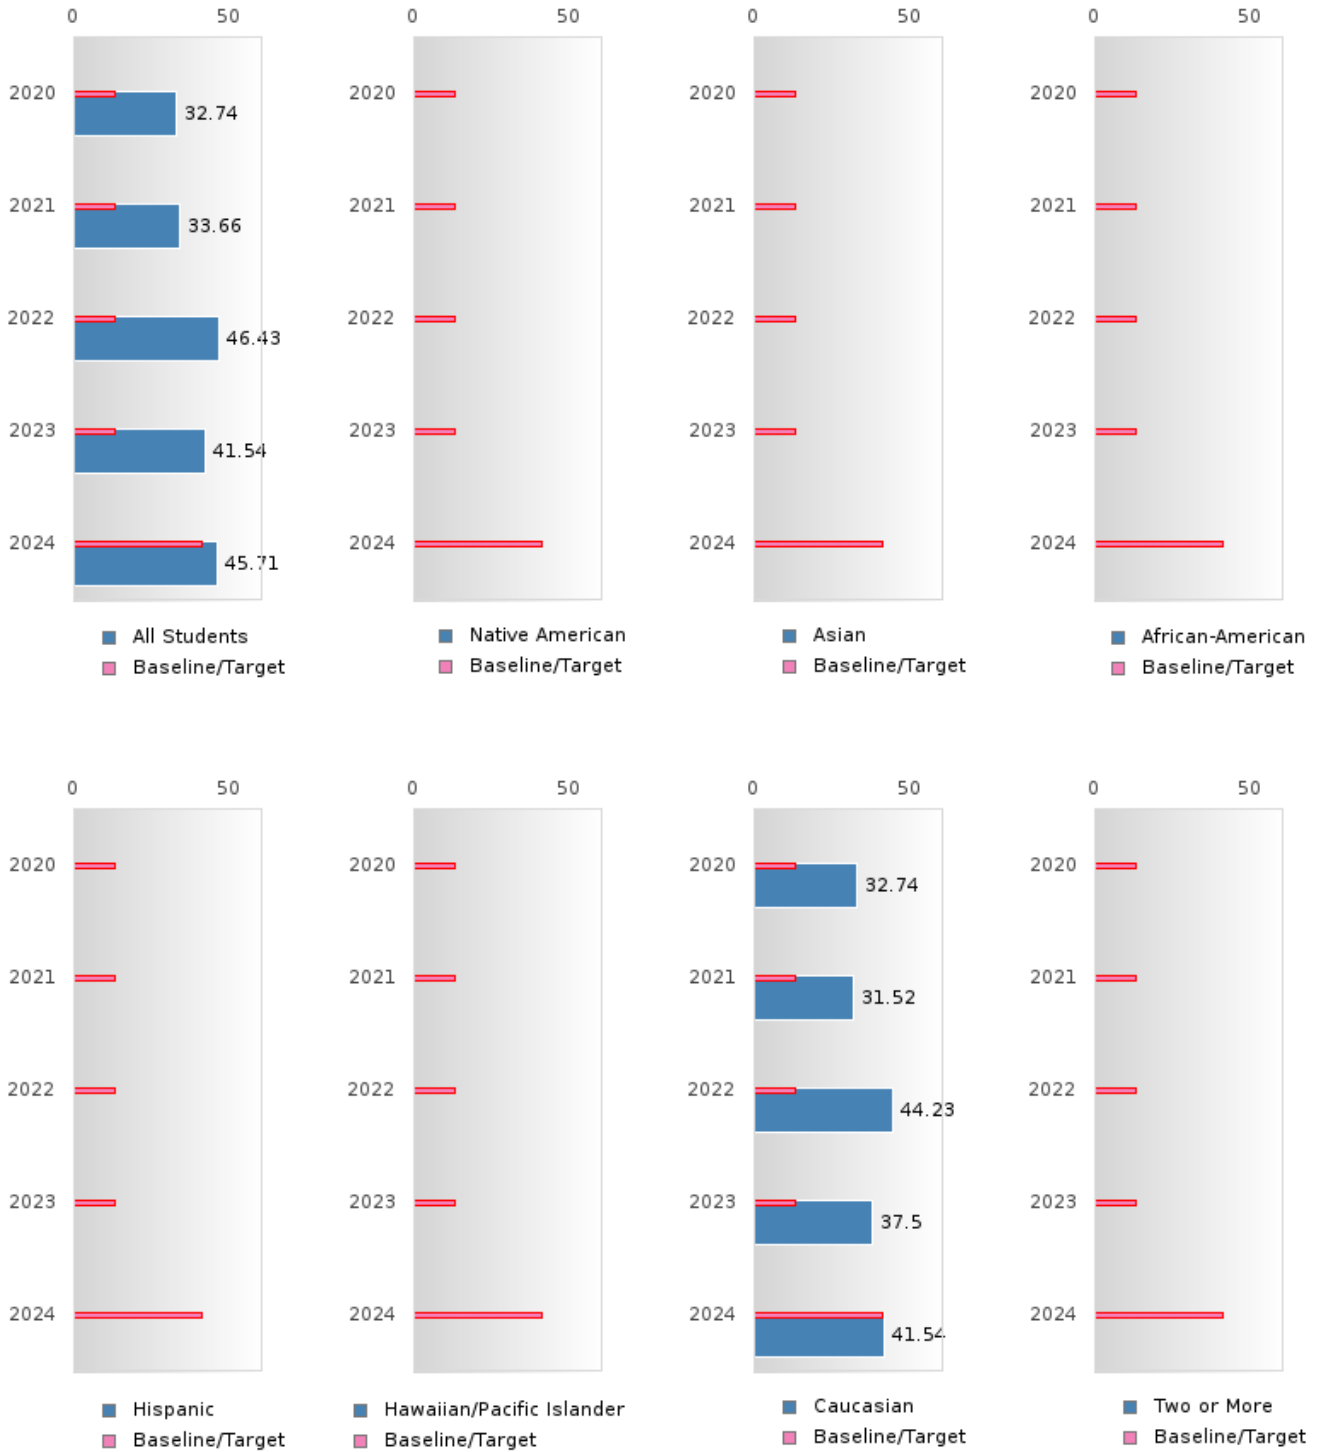 0 50 0 50 0 50 0 50
2020 32.74 2020 2020 2020
2021 33.66 2021 2021 2021
2022 46.43 2022 2022 2022
2023 41.54 2023 2023 2023
2024 45.71 2024 2024 2024
All Students Native American Asian African-American
Baseline/Target Baseline/Target Baseline/Target Baseline/Target
0 50 0 50 0 50 0 50
2020 2020 2020 32.74 2020
2021 2021 2021 31.52 2021
2022 2022 2022 44.23 2022
2023 2023 2023 37.5 2023
2024 2024 2024 41.54 2024
Hispanic Hawaiian/Pacific Islander Caucasian Two or More
Baseline/Target Baseline/Target Baseline/Target Baseline/Target